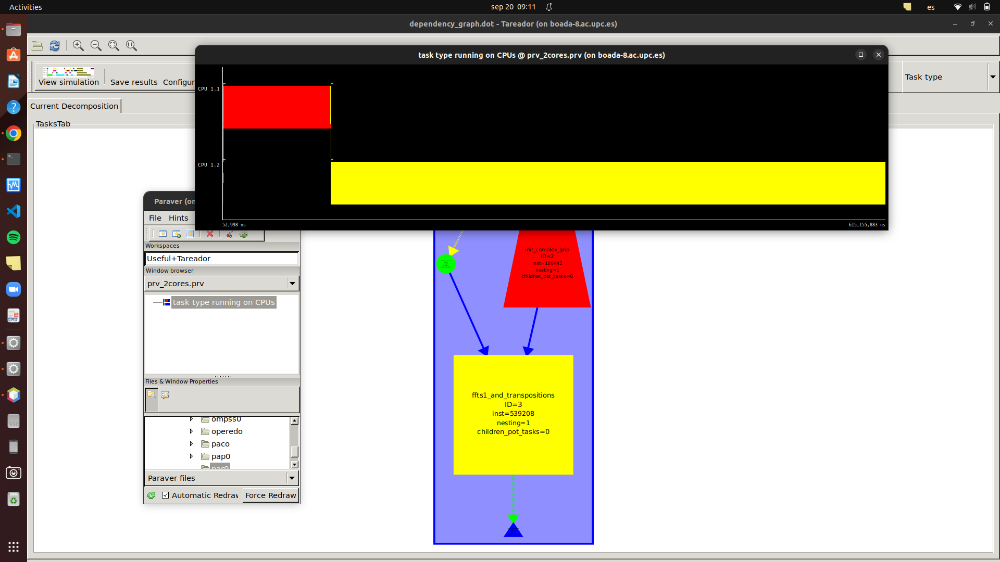 Activities
sep 20 09:11
es
dependency_graph.dot - Tareador (on boada-8.ac.upc.es)
View simulation
Save results
Configur
Task type
Current Decomposition
TasksTab
task type running on CPUs @ prv_2cores.prv (on boada-8.ac.upc.es)
CPU 1.1
CPU 1.2
52,998 ns
615,155,883 ns
Paraver (on
File Hints
Workspaces
Useful+Tareador
Window browser
prv_2cores.prv
task type running on CPUs
Files & Window Properties
ompss0
operedo
paco
pap0
par0
Paraver files
Automatic Redraw
Force Redraw
init_complex_grid
ID=2
inst=100442
nesting=1
children_pot_tasks=0
ffts1_and_transpositions
ID=3
inst=539208
nesting=1
children_pot_tasks=0